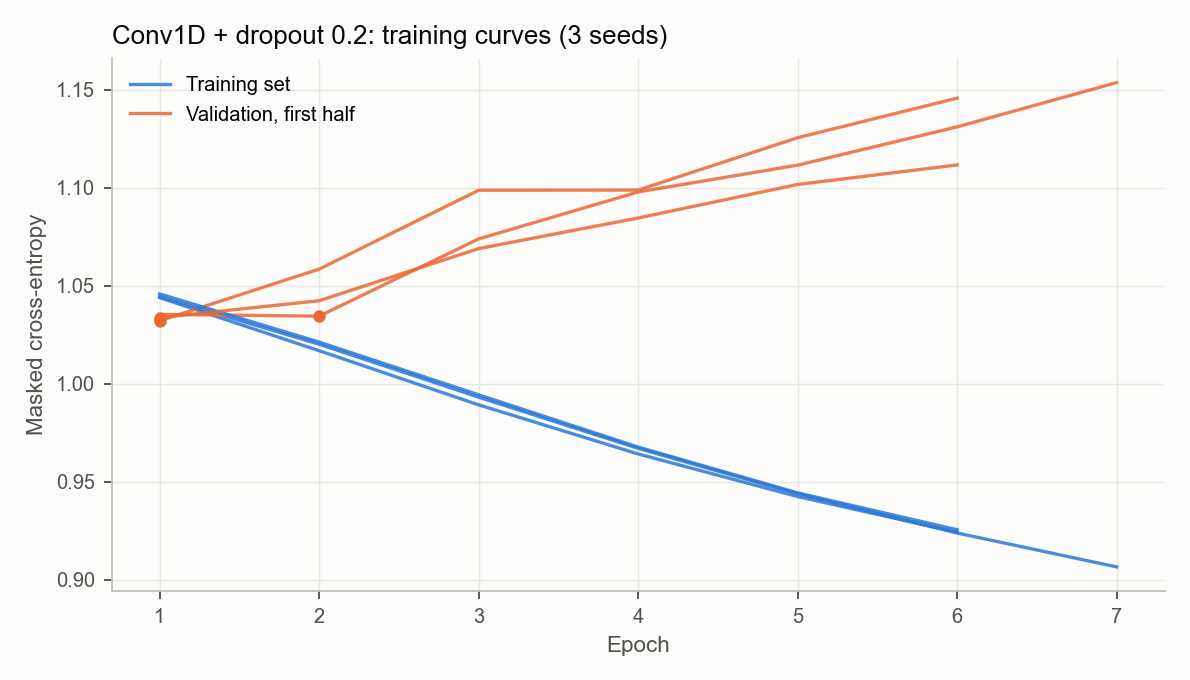 Conv1D + dropout 0.2: training curves (3 seeds)
Training set
Validation, first half
1.15
1.10
1.05
1.00
0.95
0.90
Masked cross-entropy
1 2 3 4 5 6 7
Epoch